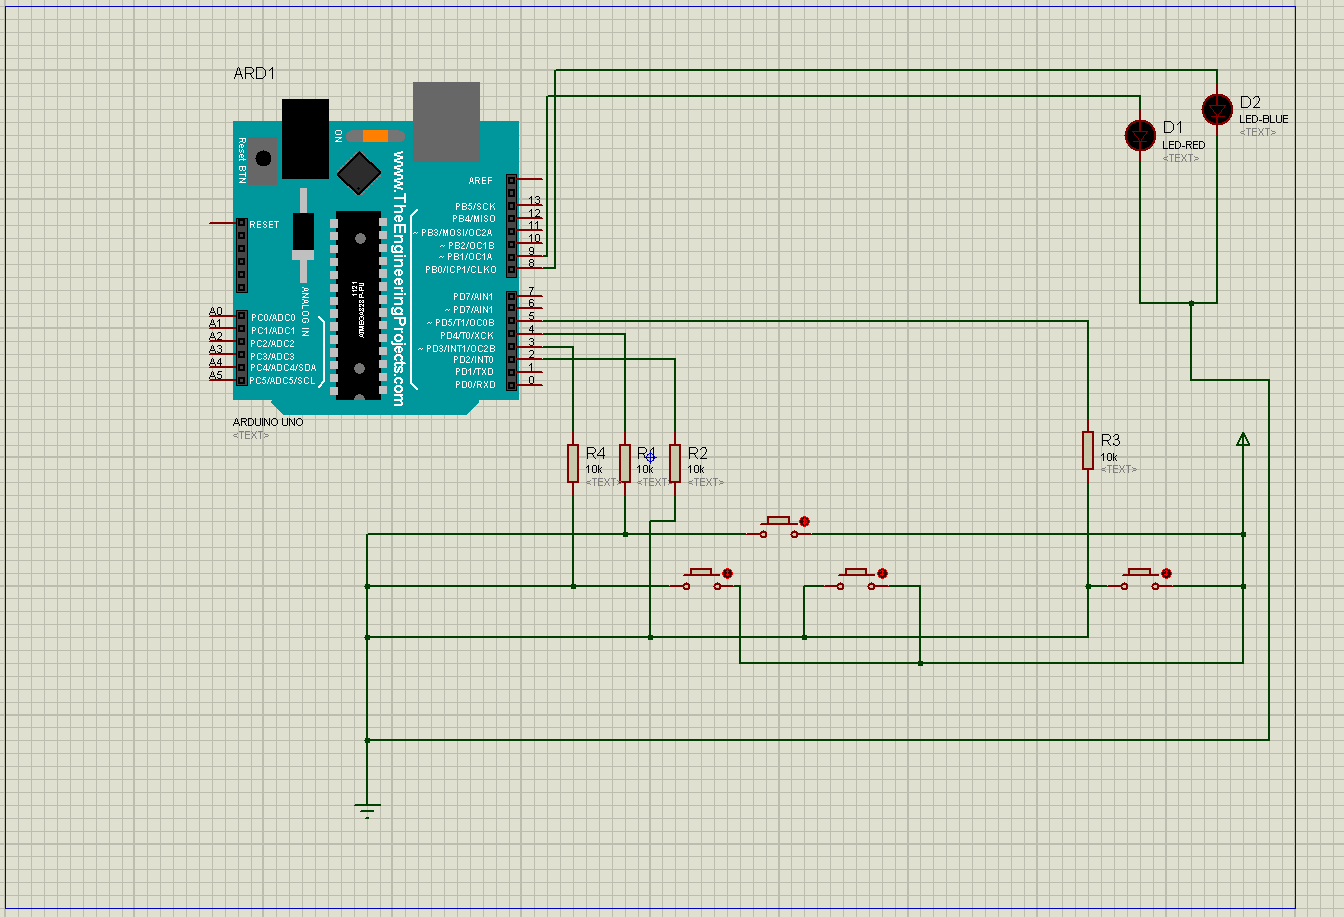 ARD1
D2
LED-BLUE
<TEXT>
D1
LED-RED
<TEXT>
ON
Reset BTN
www.TheEngineeringProjects.com
ANALOG IN
RESET
AREF
PB5/SCK 13
PB4/MISO 12
~ PB3/MOSI/OC2A 11
~ PB2/OC1B 10
~ PB1/OC1A 9
PB0/ICP1/CLKO 8
PD7/AIN1 7
~ PD7/AIN1 6
~ PD5/T1/OC0B 5
PD4/T0/XCK 4
~ PD3/INT1/OC2B 3
PD2/INT0 2
PD1/TXD 1
PD0/RXD 0
A0 PC0/ADC0
A1 PC1/ADC1
A2 PC2/ADC2
A3 PC3/ADC3
A4 PC4/ADC4/SDA
A5 PC5/ADC5/SCL
ARDUINO UNO
<TEXT>
R4
10k
<TEXT>
10k
<TEXT>
R2
10k
<TEXT>
R3
10k
<TEXT>